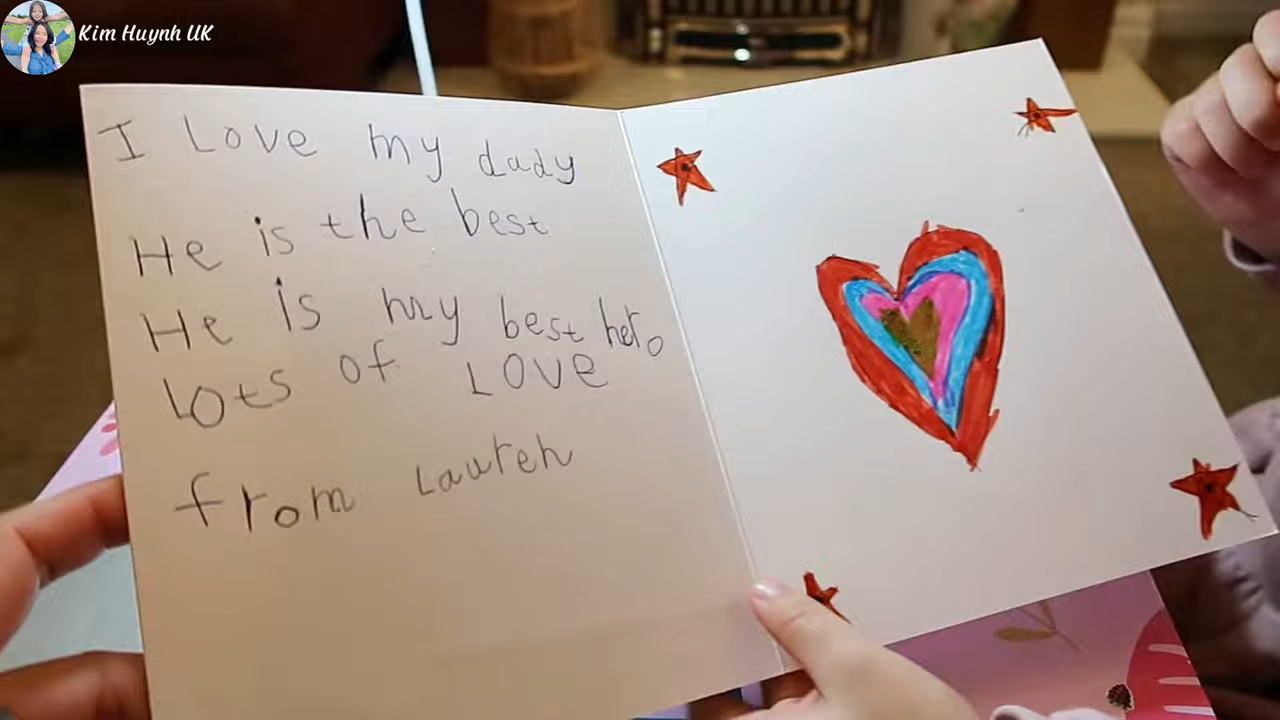 Kim Huynh UK
I Love my dady
He is the best
He is my best hero
lots of LOVE
from Lauren